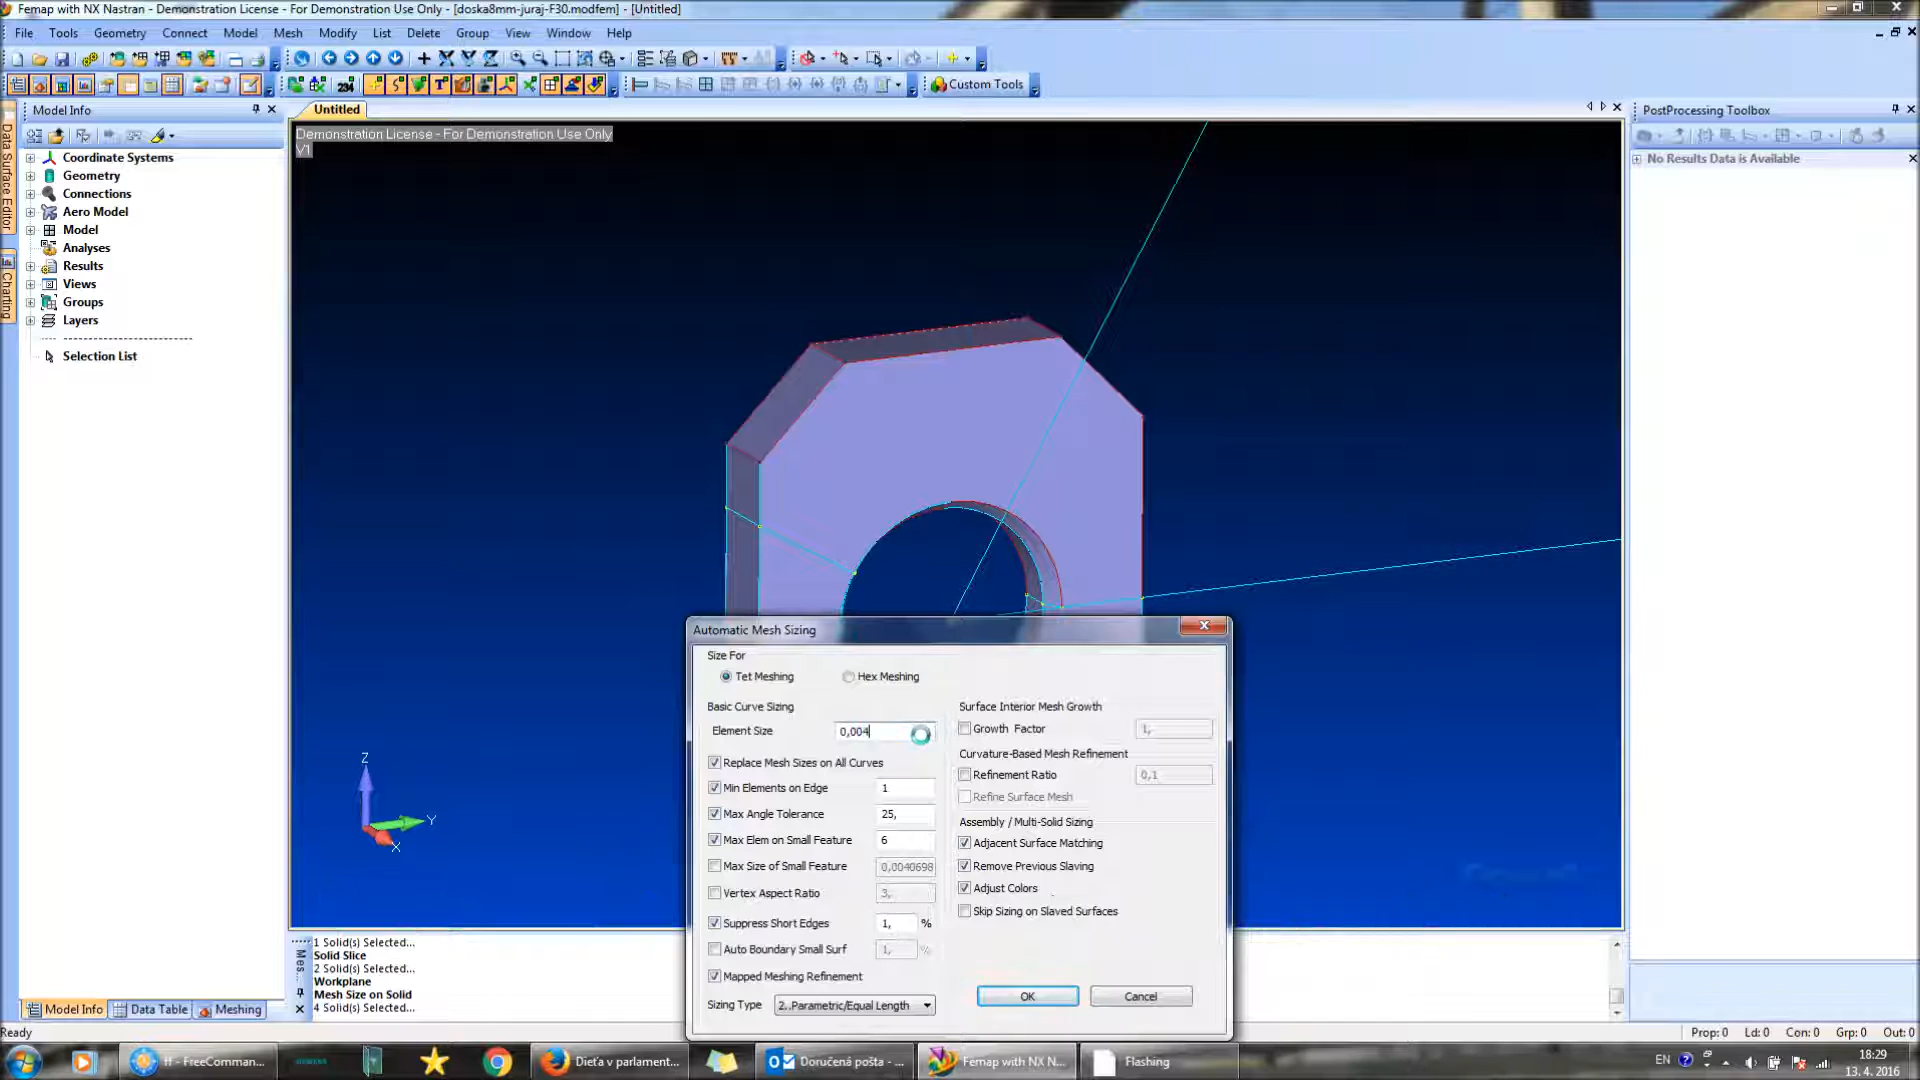 Femap with NX Nastran - Demonstration License - For Demonstration Use Only - [doska8mm-juraj-F30.modfem] - [Untitled]
File Tools Geometry Connect Model Mesh Modify List Delete Group View Window Help
234
Custom Tools
Model Info
Untitled
PostProcessing Toolbox
Demonstration License - For Demonstration Use Only
V1
No Results Data is Available
Data Surface Editor
Charting
Coordinate Systems
Geometry
Connections
Aero Model
Model
Analyses
Results
Views
Groups
Layers
Selection List
Z
Y
X
Automatic Mesh Sizing
Size For
Tet Meshing Hex Meshing
Basic Curve Sizing
Element Size 0,004
Replace Mesh Sizes on All Curves
Min Elements on Edge 1
Max Angle Tolerance 25,
Max Elem on Small Feature 6
Max Size of Small Feature 0,0040698
Vertex Aspect Ratio 3,
Suppress Short Edges 1, %
Auto Boundary Small Surf 1, %
Mapped Meshing Refinement
Sizing Type 2..Parametric/Equal Length
Surface Interior Mesh Growth
Growth Factor 1,
Curvature-Based Mesh Refinement
Refinement Ratio 0,1
Refine Surface Mesh
Assembly / Multi-Solid Sizing
Adjacent Surface Matching
Remove Previous Slaving
Adjust Colors
Skip Sizing on Slaved Surfaces
OK Cancel
Mes...
1 Solid(s) Selected...
Solid Slice
2 Solid(s) Selected...
Workplane
Mesh Size on Solid
4 Solid(s) Selected...
Model Info Data Table Meshing
Ready
Prop: 0 Ld: 0 Con: 0 Grp: 0 Out: 0
ff - FreeComman... Dieťa v parlament... Doručená pošta - ... Femap with NX N... Flashing
EN
18:29
13. 4. 2016